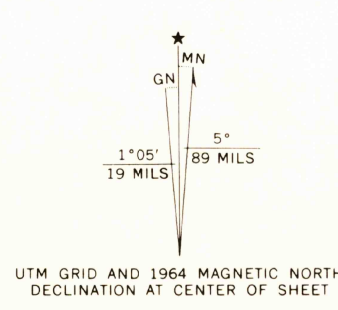 ★
MN
GN
5°
1°05′
89 MILS
19 MILS
UTM GRID AND 1964 MAGNETIC NORTH
DECLINATION AT CENTER OF SHEET